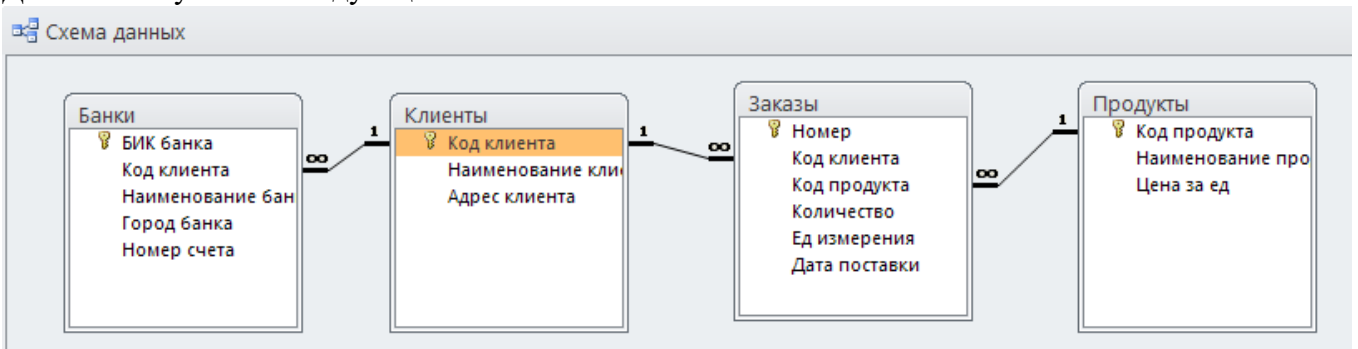 Схема данных
Банки
БИК банка
Код клиента
Наименование бан
Город банка
Номер счета
1
∞
Клиенты
Код клиента
Наименование кли
Адрес клиента
1
∞
Заказы
Номер
Код клиента
Код продукта
Количество
Ед измерения
Дата поставки
1
∞
Продукты
Код продукта
Наименование про
Цена за ед